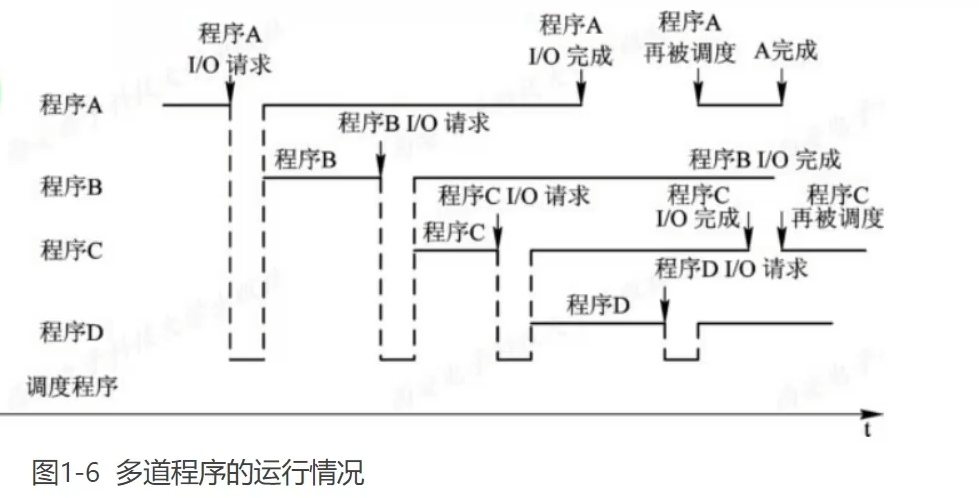 程序A
I/O 请求
程序A
I/O 完成
程序A
再被调度
A完成
程序A
程序B I/O 请求
程序B
程序B I/O 完成
程序B
程序C I/O 请求
程序C
I/O 完成
程序C
再被调度
程序C
程序C
程序D I/O 请求
程序D
程序D
调度程序
t
图1-6 多道程序的运行情况